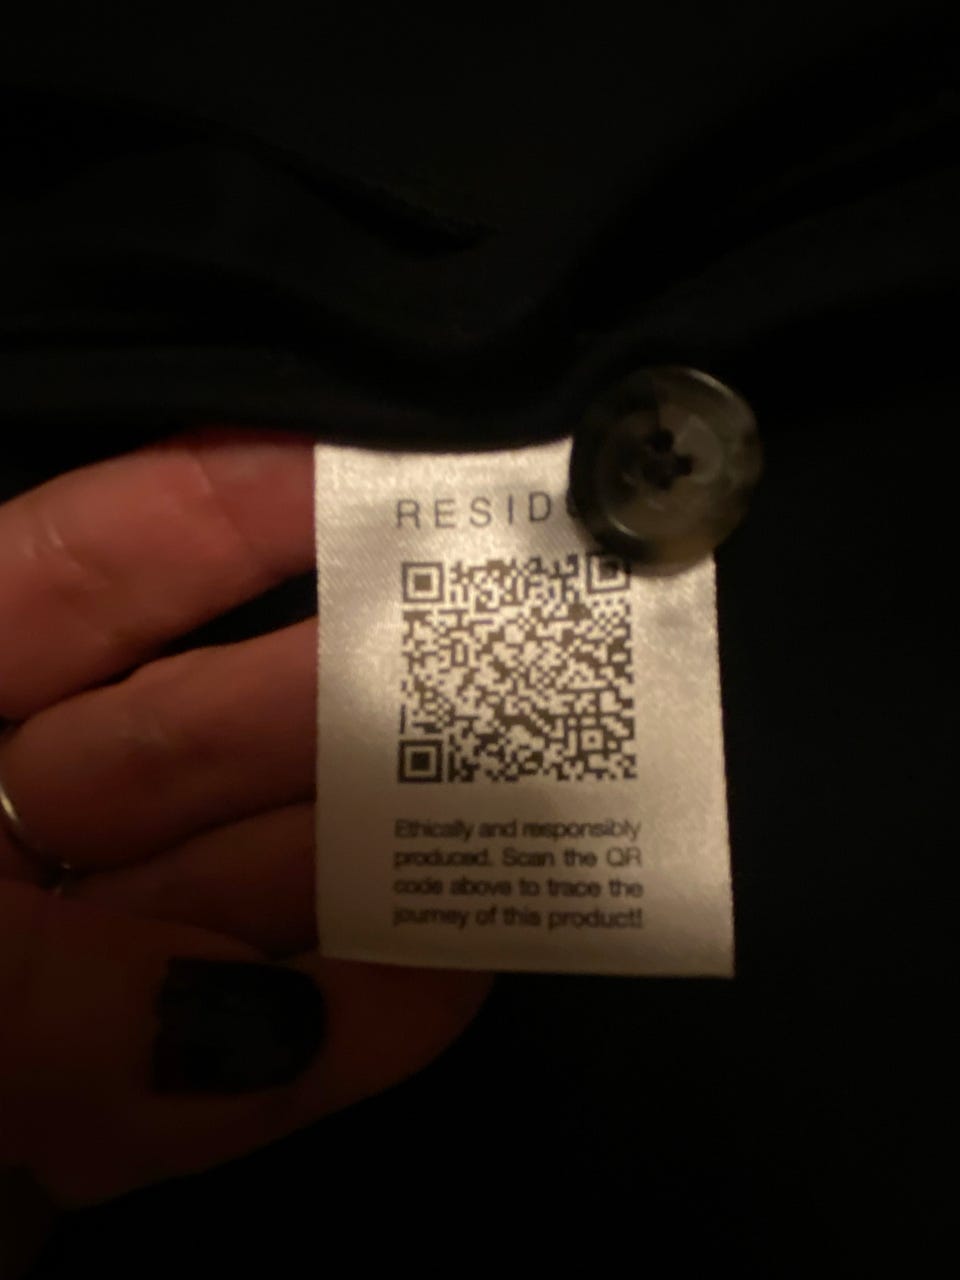 RESID
Ethically and responsibly
produced. Scan the QR
code above to trace the
journey of this product!